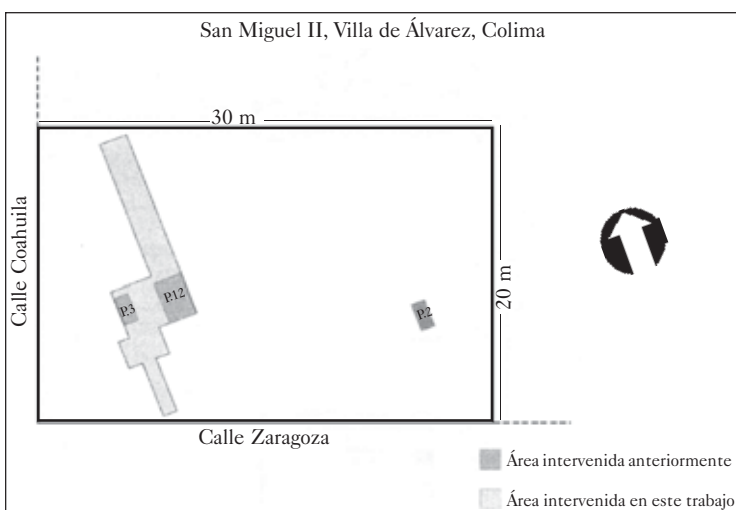 San Miguel II, Villa de Álvarez, Colima
30 m
Calle Coahuila
20 m
P.12
P.3
P.2
Calle Zaragoza
Área intervenida anteriormente
Área intervenida en este trabajo